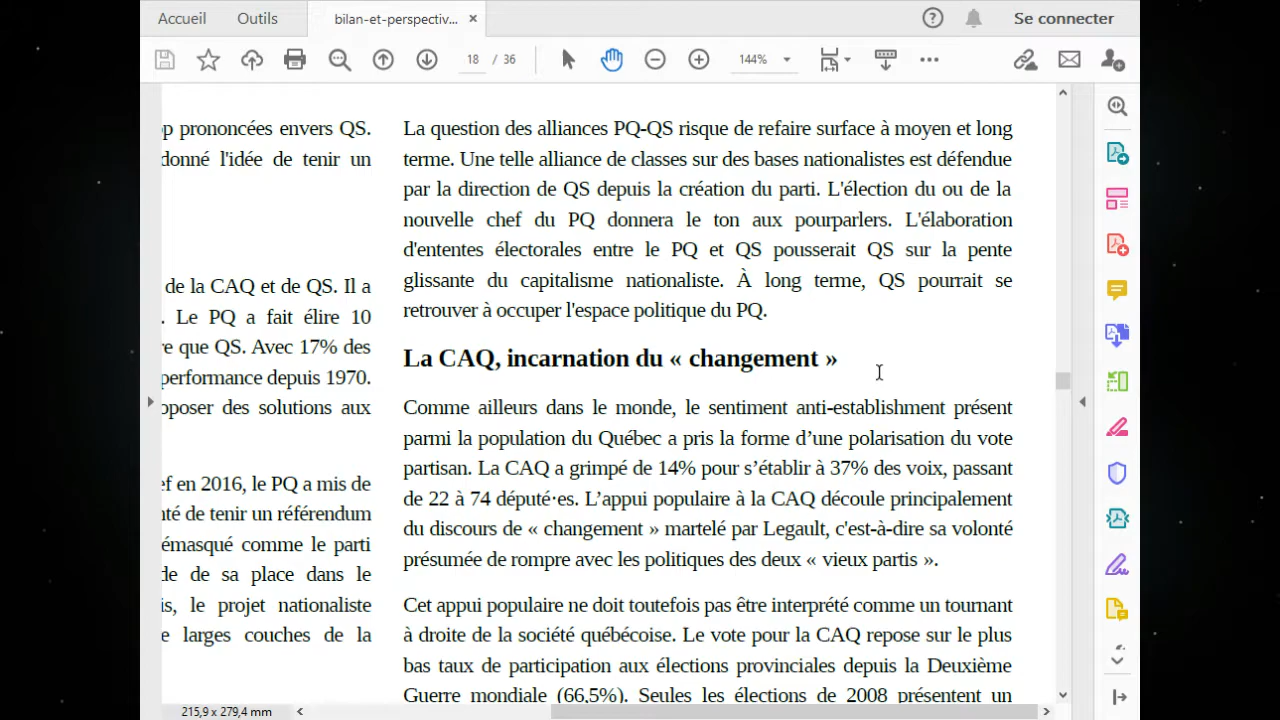 Accueil
Outils
bilan-et-perspectiv...
Se connecter
18 / 36
144%
pp prononcées envers QS.
donné l'idée de tenir un
de la CAQ et de QS. Il a
. Le PQ a fait élire 10
re que QS. Avec 17% des
performance depuis 1970.
oposer des solutions aux
ef en 2016, le PQ a mis de
nté de tenir un référendum
émasqué comme le parti
de de sa place dans le
is, le projet nationaliste
e larges couches de la
La question des alliances PQ-QS risque de refaire surface à moyen et long
terme. Une telle alliance de classes sur des bases nationalistes est défendue
par la direction de QS depuis la création du parti. L'élection du ou de la
nouvelle chef du PQ donnera le ton aux pourparlers. L'élaboration
d'ententes électorales entre le PQ et QS pousserait QS sur la pente
glissante du capitalisme nationaliste. À long terme, QS pourrait se
retrouver à occuper l'espace politique du PQ.
La CAQ, incarnation du « changement »
Comme ailleurs dans le monde, le sentiment anti-establishment présent
parmi la population du Québec a pris la forme d’une polarisation du vote
partisan. La CAQ a grimpé de 14% pour s’établir à 37% des voix, passant
de 22 à 74 député·es. L’appui populaire à la CAQ découle principalement
du discours de « changement » martelé par Legault, c'est-à-dire sa volonté
présumée de rompre avec les politiques des deux « vieux partis ».
Cet appui populaire ne doit toutefois pas être interprété comme un tournant
à droite de la société québécoise. Le vote pour la CAQ repose sur le plus
bas taux de participation aux élections provinciales depuis la Deuxième
Guerre mondiale (66,5%). Seules les élections de 2008 présentent un
215,9 x 279,4 mm